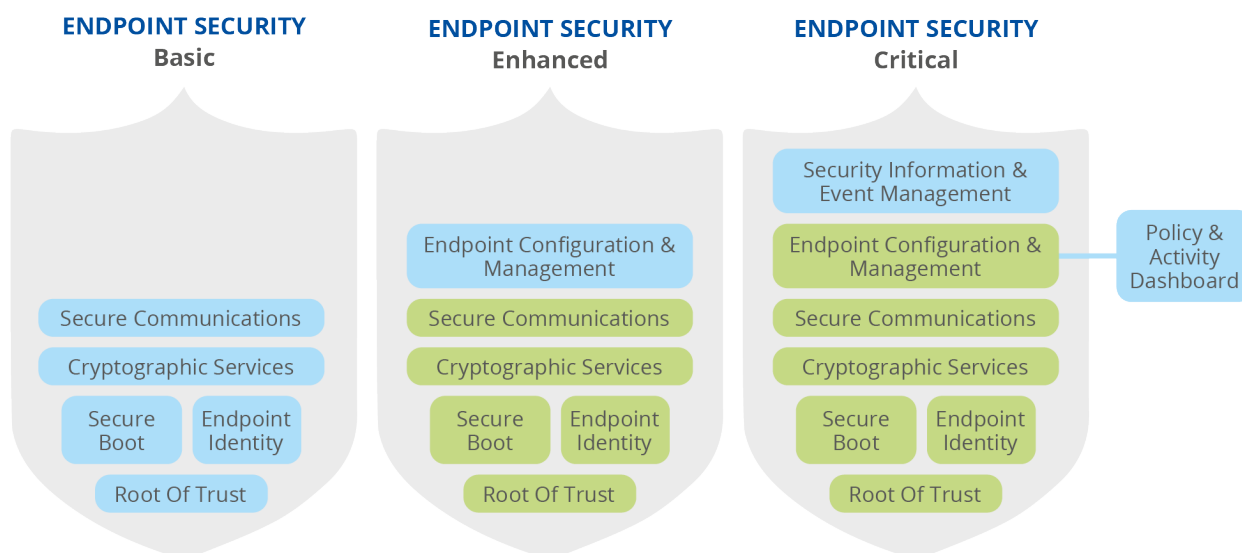 ENDPOINT SECURITY
Basic
Secure Communications
Cryptographic Services
Secure
Boot
Endpoint
Identity
Root Of Trust
ENDPOINT SECURITY
Enhanced
Endpoint Configuration &
Management
Secure Communications
Cryptographic Services
Secure
Boot
Endpoint
Identity
Root Of Trust
ENDPOINT SECURITY
Critical
Security Information &
Event Management
Endpoint Configuration &
Management
Secure Communications
Cryptographic Services
Secure
Boot
Endpoint
Identity
Root Of Trust
Policy &
Activity
Dashboard